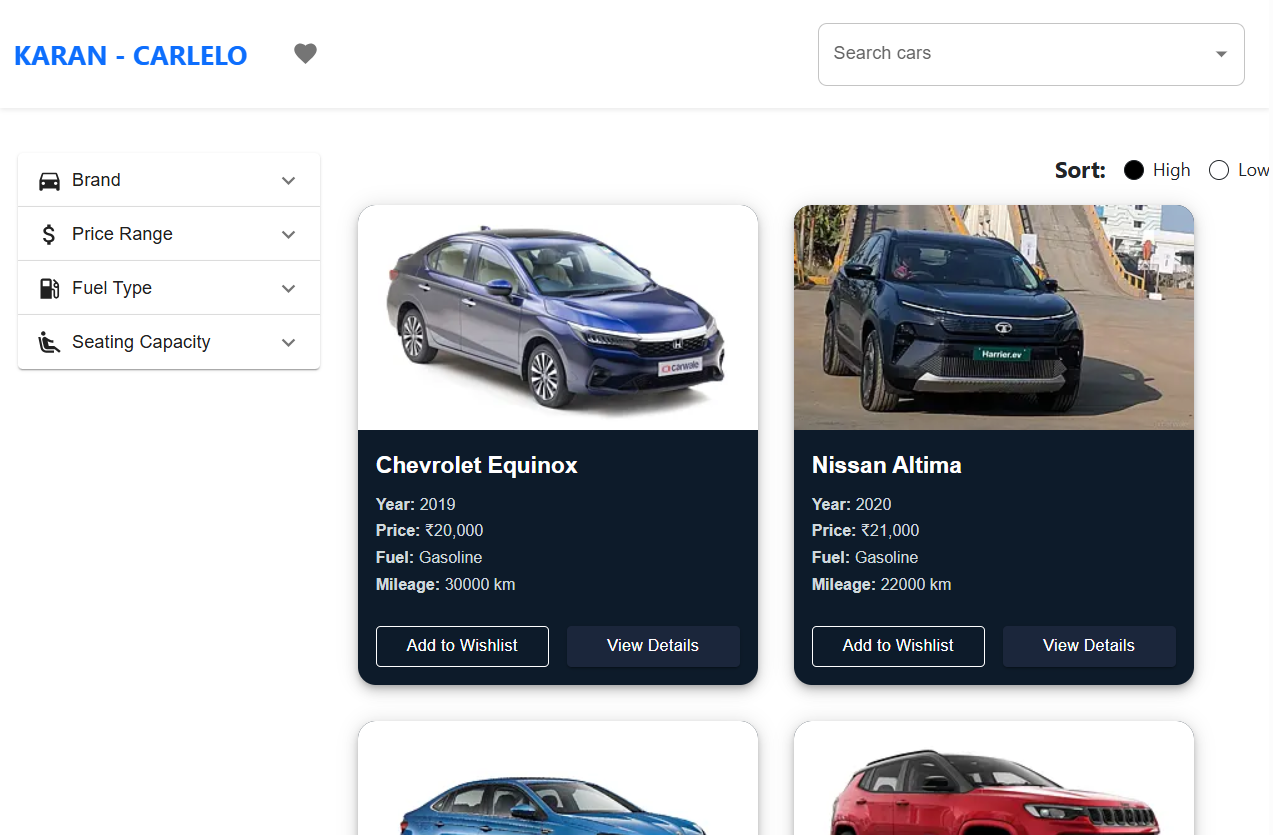 KARAN - CARLELO
Search cars
Brand
Price Range
Fuel Type
Seating Capacity
Sort: High Low
carwale
Harrier.ev
Chevrolet Equinox
Year: 2019
Price: ₹20,000
Fuel: Gasoline
Mileage: 30000 km
Add to Wishlist
View Details
Nissan Altima
Year: 2020
Price: ₹21,000
Fuel: Gasoline
Mileage: 22000 km
Add to Wishlist
View Details